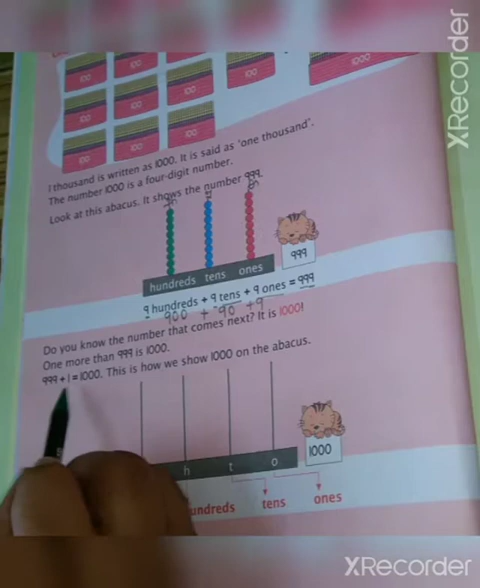 100 100 100 100 1000
100 100 100
100 100 100
1 thousand is written as 1000. It is said as 'one thousand'.
The number 1000 is a four-digit number.
Look at this abacus. It shows the number 999.
hundreds tens ones
999
9 hundreds + 9 tens + 9 ones = 999
900 + 90 + 9
Do you know the number that comes next? It is 1000!
One more than 999 is 1000.
999 + 1 = 1000. This is how we show 1000 on the abacus.
h t o
1000
undreds tens ones
XRecorder
XRecorder